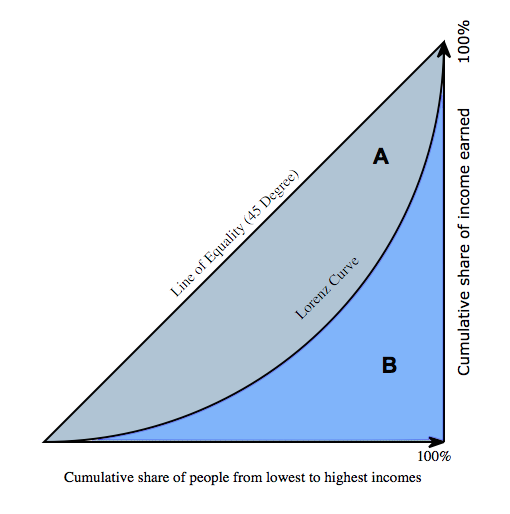 100%
A
Line of Equality (45 Degree)
Cumulative share of income earned
Lorenz Curve
B
100%
Cumulative share of people from lowest to highest incomes